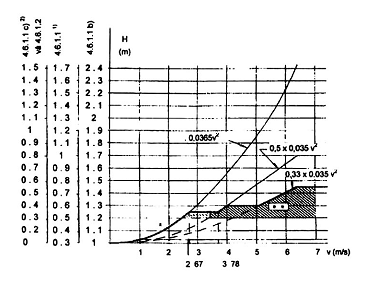 4.6.1.1 c) 2)
và 4.6.1.2
4.6.1.1 1)
4.6.1.1 b)
H
(m)
1.5 1.7 2.4
1.4 1.6 2.3
1.3 1.5 2.2
1.2 1.4 2.1
1.1 1.3 2
1 1.2 1.9
0.9 1.1 1.8
0.8 1 1.7
0.7 0.9 1.6
0.6 0.8 1.5
0.5 0.7 1.4
0.4 0.6 1.3
0.3 0.5 1.2
0.2 0.4 1.1
0 0.3 1
0.0365v²
0,5 x 0,035 v²
0,33 x 0.035 v²
1 2 3 4 5 6 7 v (m/s)
2 67 3 78